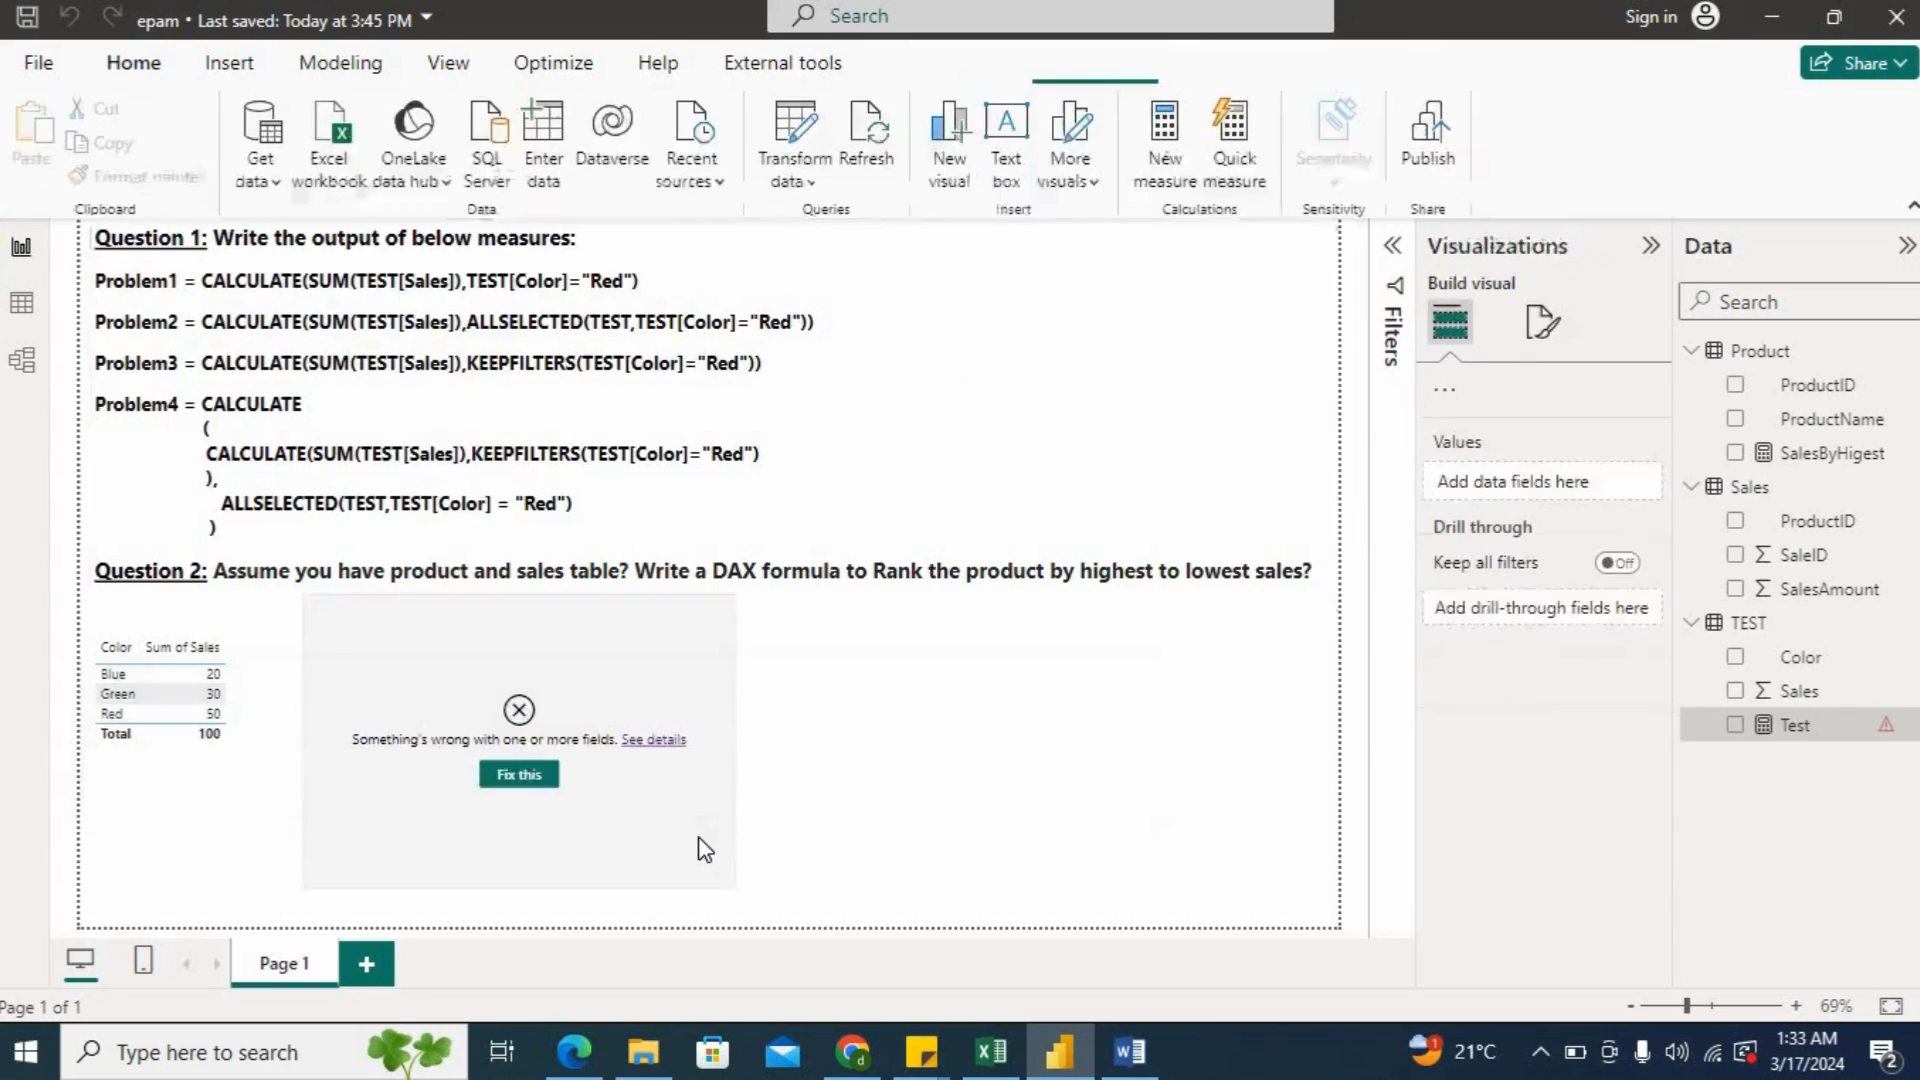 epam • Last saved: Today at 3:45 PM
Search
Sign in
File Home Insert Modeling View Optimize Help External tools
Share
Paste
Cut
Copy
Format painter
Clipboard
Get data
Excel workbook
OneLake data hub
SQL Server
Enter data
Dataverse
Recent sources
Data
Transform data
Refresh
Queries
New visual
Text box
More visuals
Insert
New measure
Quick measure
Calculations
Sensitivity
Sensitivity
Publish
Share
Question 1: Write the output of below measures:
Problem1 = CALCULATE(SUM(TEST[Sales]),TEST[Color]="Red")
Problem2 = CALCULATE(SUM(TEST[Sales]),ALLSELECTED(TEST,TEST[Color]="Red"))
Problem3 = CALCULATE(SUM(TEST[Sales]),KEEPFILTERS(TEST[Color]="Red"))
Problem4 = CALCULATE
(
CALCULATE(SUM(TEST[Sales]),KEEPFILTERS(TEST[Color]="Red")
),
ALLSELECTED(TEST,TEST[Color] = "Red")
)
Question 2: Assume you have product and sales table? Write a DAX formula to Rank the product by highest to lowest sales?
Color Sum of Sales
Blue 20
Green 30
Red 50
Total 100
Something's wrong with one or more fields. See details
Fix this
Filters
Visualizations
Build visual
...
Values
Add data fields here
Drill through
Keep all filters
Off
Add drill-through fields here
Data
Search
Product
ProductID
ProductName
SalesByHigest
Sales
ProductID
SaleID
SalesAmount
TEST
Color
Sales
Test
Page 1
Page 1 of 1
69%
Type here to search
21°C
1:33 AM
3/17/2024
2